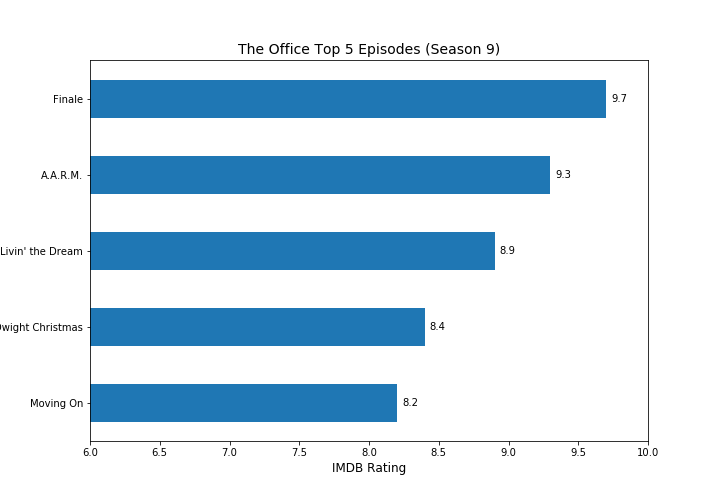 The Office Top 5 Episodes (Season 9)
Finale
9.7
A.A.R.M.
9.3
Livin' the Dream
8.9
wight Christmas
8.4
Moving On
8.2
6.0 6.5 7.0 7.5 8.0 8.5 9.0 9.5 10.0
IMDB Rating